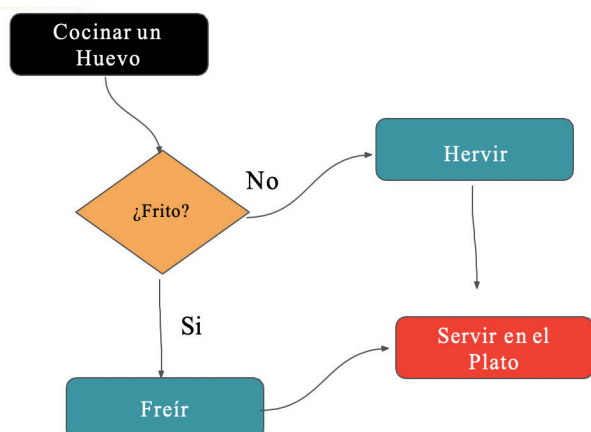 Cocinar un
Huevo
¿Frito?
No
Hervir
Si
Servir en el
Plato
Freír